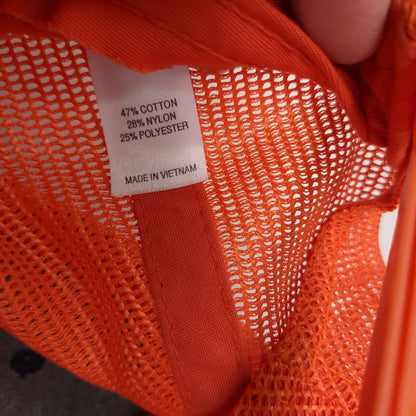 47% COTTON
28% NYLON
25% POLYESTER
MADE IN VIETNAM